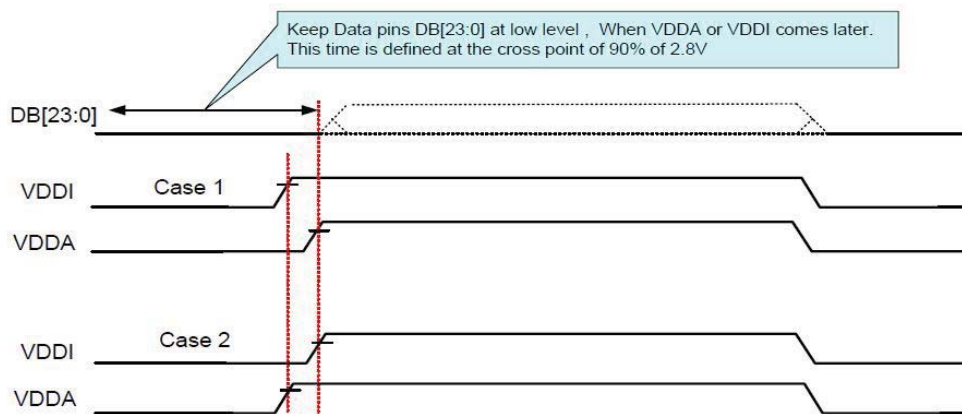 Keep Data pins DB[23:0] at low level , When VDDA or VDDI comes later.
This time is defined at the cross point of 90% of 2.8V
DB[23:0]
VDDI Case 1
VDDA
VDDI Case 2
VDDA